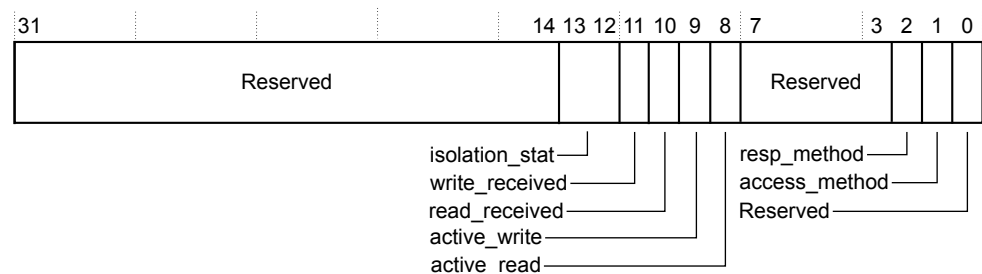 31 14 13 12 11 10 9 8 7 3 2 1 0
Reserved Reserved
isolation_stat resp_method
write_received access_method
read_received Reserved
active_write
active_read